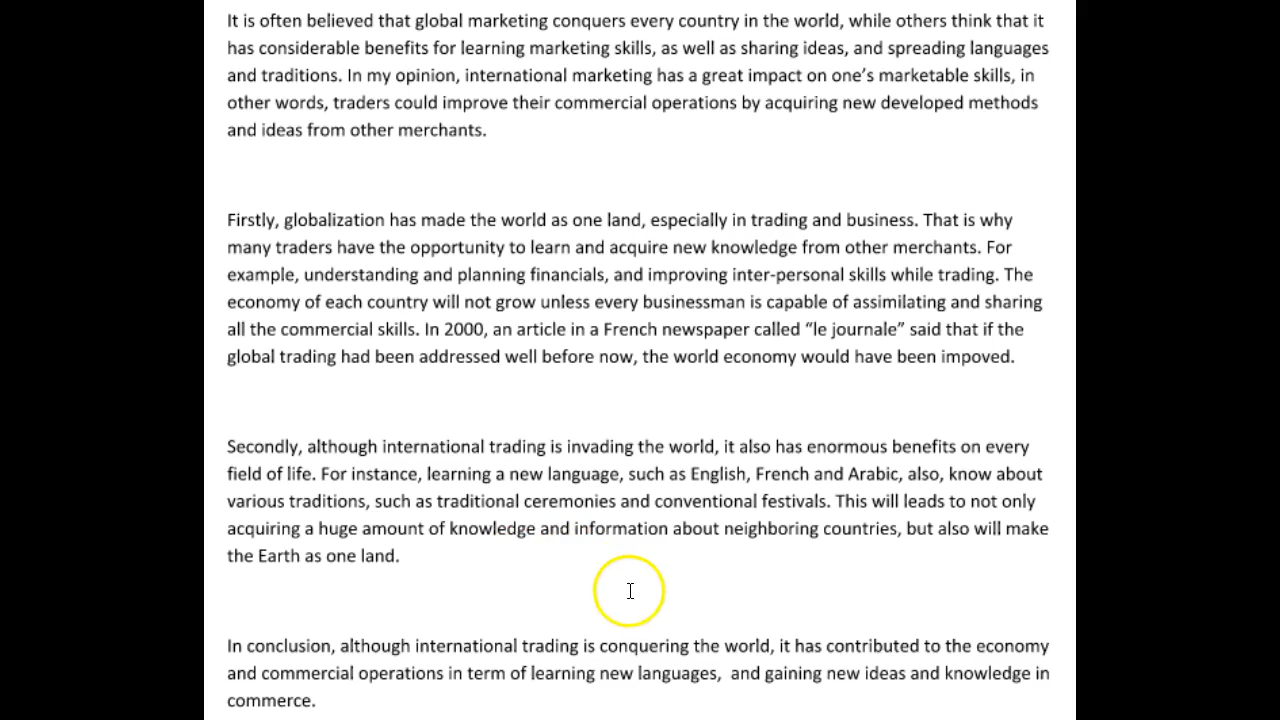 It is often believed that global marketing conquers every country in the world, while others think that it
has considerable benefits for learning marketing skills, as well as sharing ideas, and spreading languages
and traditions. In my opinion, international marketing has a great impact on one’s marketable skills, in
other words, traders could improve their commercial operations by acquiring new developed methods
and ideas from other merchants.
Firstly, globalization has made the world as one land, especially in trading and business. That is why
many traders have the opportunity to learn and acquire new knowledge from other merchants. For
example, understanding and planning financials, and improving inter-personal skills while trading. The
economy of each country will not grow unless every businessman is capable of assimilating and sharing
all the commercial skills. In 2000, an article in a French newspaper called “le journale” said that if the
global trading had been addressed well before now, the world economy would have been impoved.
Secondly, although international trading is invading the world, it also has enormous benefits on every
field of life. For instance, learning a new language, such as English, French and Arabic, also, know about
various traditions, such as traditional ceremonies and conventional festivals. This will leads to not only
acquiring a huge amount of knowledge and information about neighboring countries, but also will make
the Earth as one land.
In conclusion, although international trading is conquering the world, it has contributed to the economy
and commercial operations in term of learning new languages,  and gaining new ideas and knowledge in
commerce.